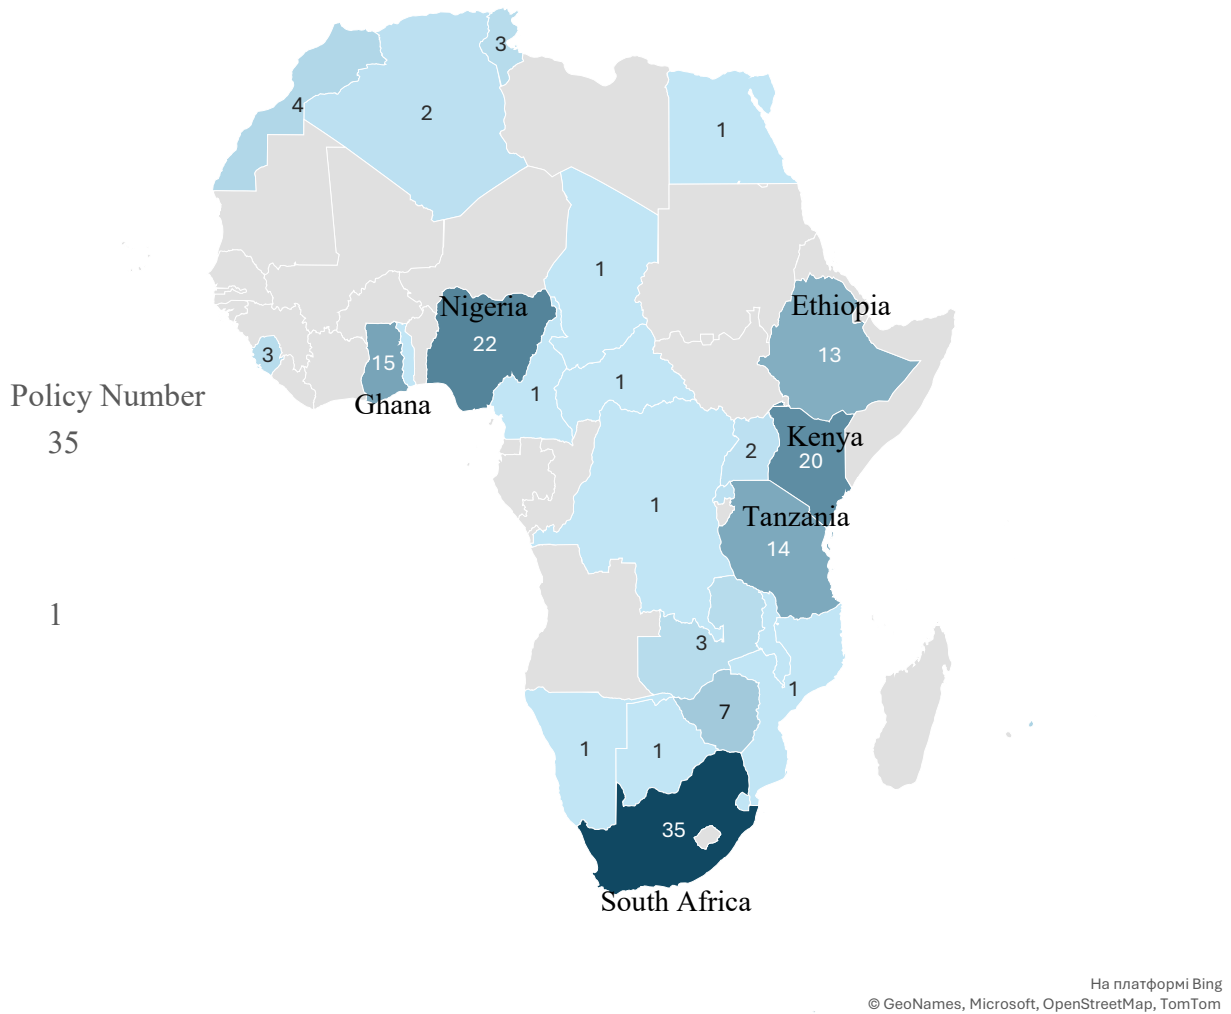 3
4
2
1
1
Nigeria
Ethiopia
22
13
3
15
1
1
Policy Number
Ghana
35
Kenya
2
20
1
Tanzania
14
1
3
1
7
1
1
35
South Africa
На платформі Bing
© GeoNames, Microsoft, OpenStreetMap, TomTom